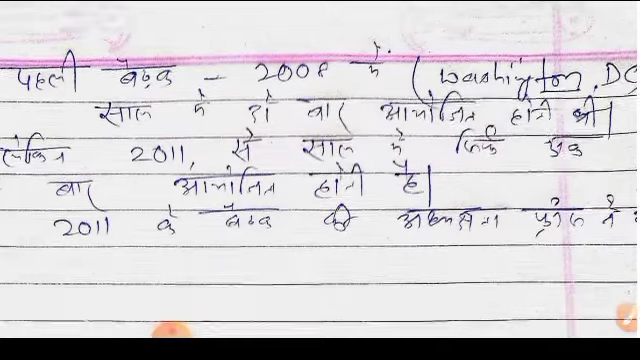 पहली बैठक - 2008 में (Washington, DC
साल में दो बार आयोजित होती थी।
लेकिन 2011, से साल में सिर्फ एक
बार आयोजित होती है।
2011 के बैठक की अध्यक्षता फ्रांस ने